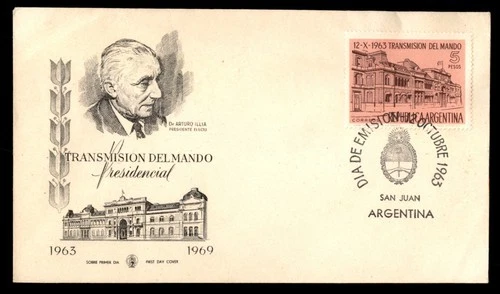 Dr. ARTURO ILLIA
PRESIDENTE ELECTO
TRANSMISION DEL MANDO
Presidencial
1963 1969
SOBRE PRIMER DIA FIRST DAY COVER
12-X-1963 TRANSMISION DEL MANDO
5
PESOS
REPUBLICA ARGENTINA
DIA DE EMISION OCTUBRE 1963
SAN JUAN
ARGENTINA